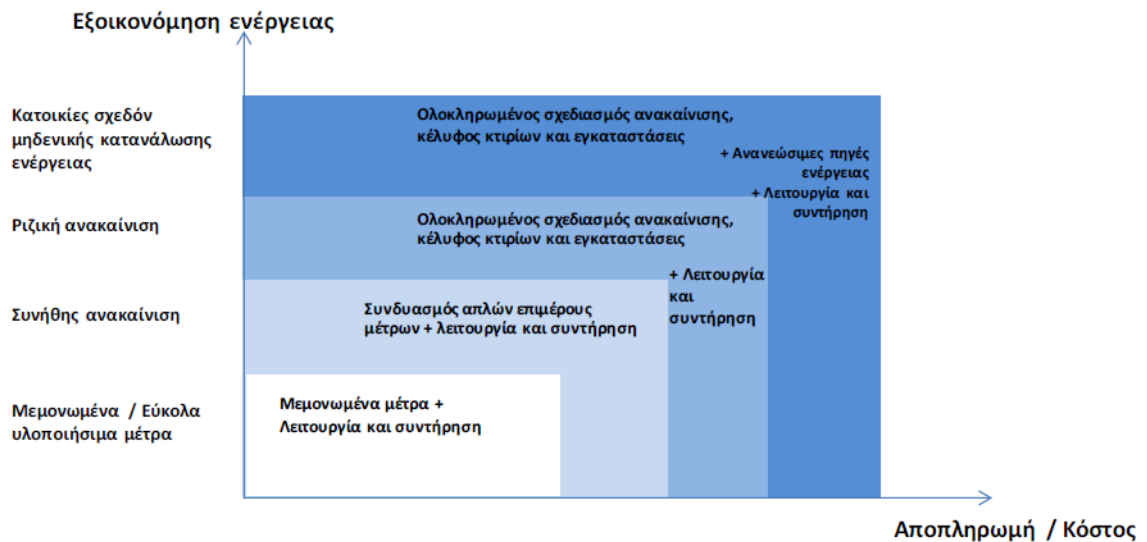 Εξοικονόμηση ενέργειας
Κατοικίες σχεδόν
μηδενικής κατανάλωσης
ενέργειας
Ολοκληρωμένος σχεδιασμός ανακαίνισης,
κέλυφος κτιρίων και εγκαταστάσεις
+ Ανανεώσιμες πηγές
ενέργειας
+ Λειτουργία και
συντήρηση
Ριζική ανακαίνιση
Ολοκληρωμένος σχεδιασμός ανακαίνισης,
κέλυφος κτιρίων και εγκαταστάσεις
+ Λειτουργία
και
συντήρηση
Συνήθης ανακαίνιση
Συνδυασμός απλών επιμέρους
μέτρων + λειτουργία και συντήρηση
Μεμονωμένα / Εύκολα
υλοποιήσιμα μέτρα
Μεμονωμένα μέτρα +
Λειτουργία και συντήρηση
Αποπληρωμή / Κόστος